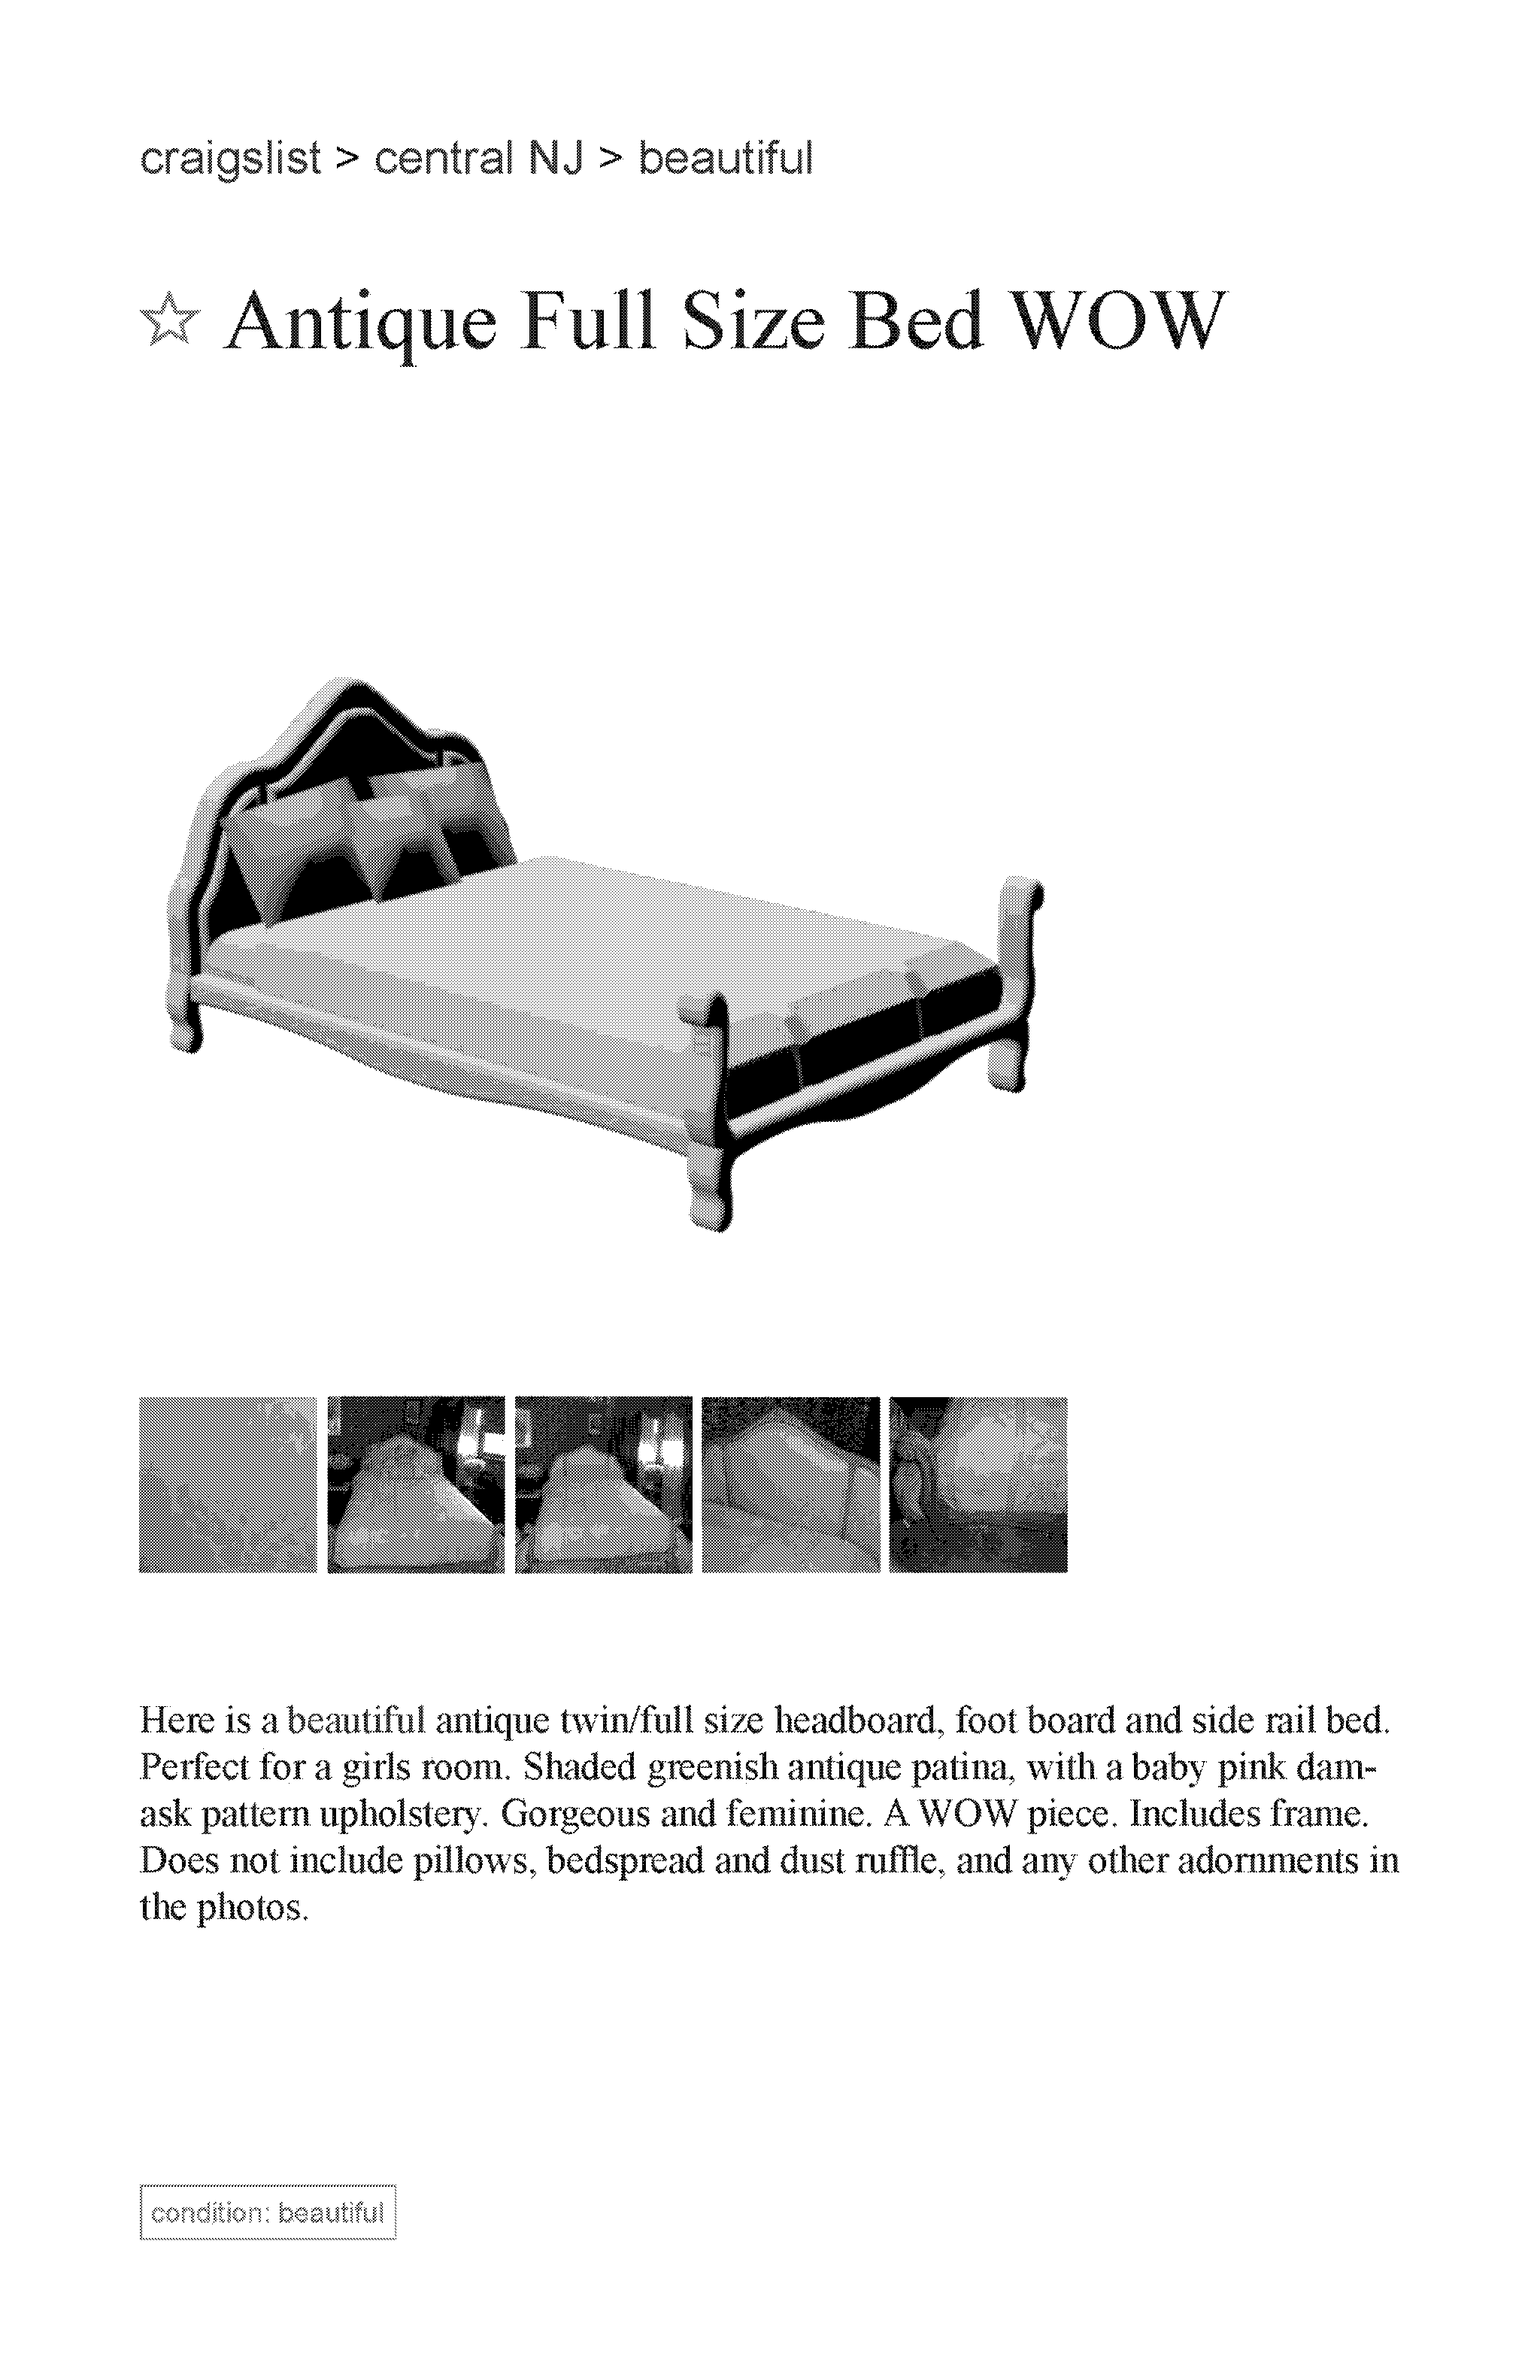 craigslist > central NJ > beautiful
☆ Antique Full Size Bed WOW
Here is a beautiful antique twin/full size headboard, foot board and side rail bed.
Perfect for a girls room. Shaded greenish antique patina, with a baby pink dam-
ask pattern upholstery. Gorgeous and feminine. A WOW piece. Includes frame.
Does not include pillows, bedspread and dust ruffle, and any other adornments in
the photos.
condition: beautiful